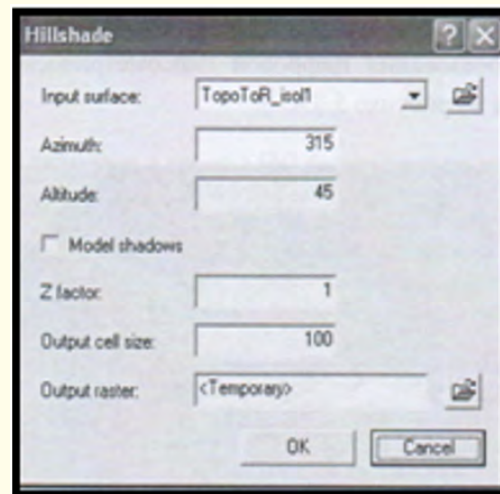 Hillshade ? X
Input surface: TopoToR_isol1
Azimuth: 315
Altitude: 45
Model shadows
Z factor: 1
Output cell size: 100
Output raster: <Temporary>
OK Cancel